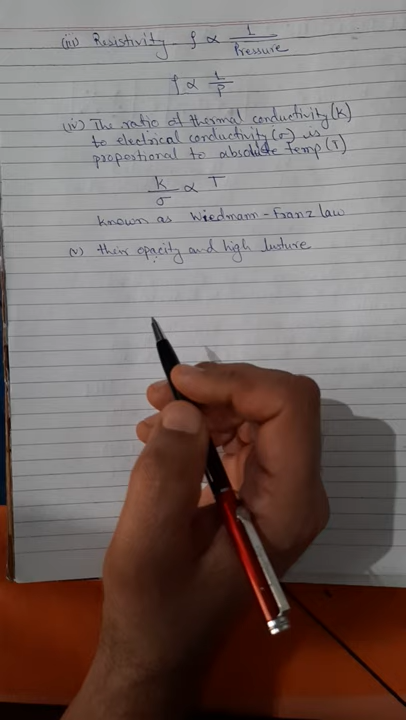 (iii) Resistivity ρ ∝ 1/Pressure
ρ ∝ 1/P
(iv) The ratio of thermal conductivity (K)
to electrical conductivity (σ) is
propostional to absolute temp (T)
K/σ ∝ T
known as Wiedmann-Franz law
(v) their opacity and high lusture